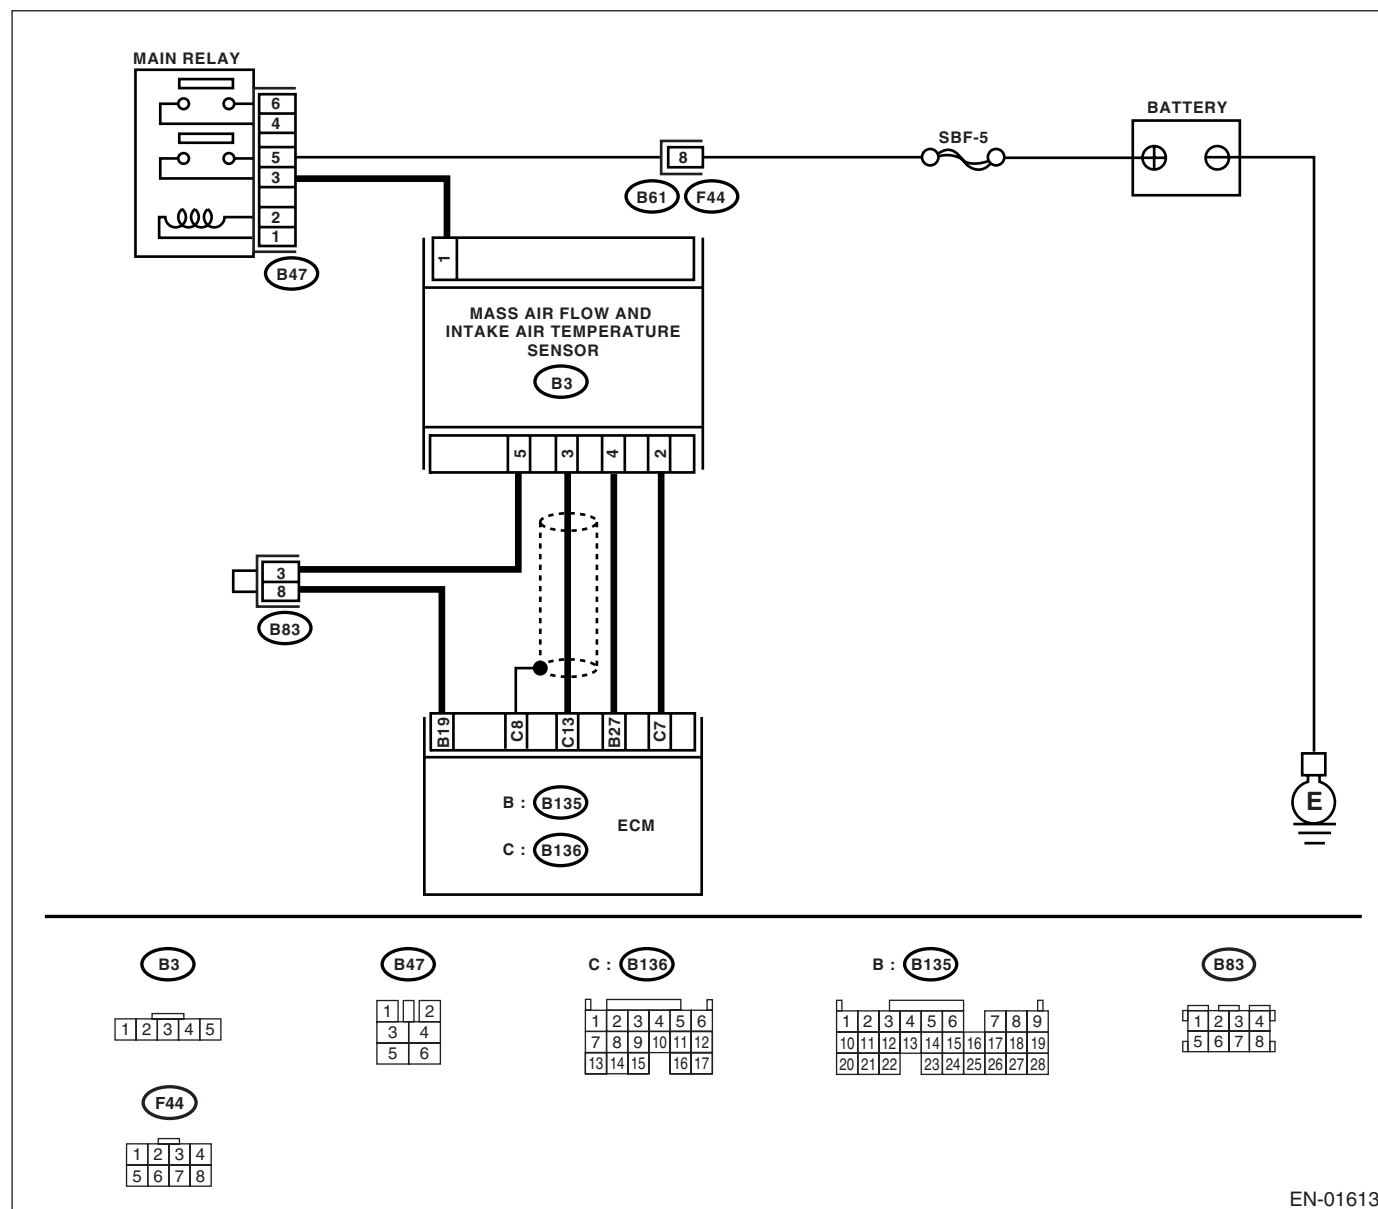 MAIN RELAY
6
4
5
3
2
1
B47
8
B61 F44
SBF-5
BATTERY
1
MASS AIR FLOW AND
INTAKE AIR TEMPERATURE
SENSOR
B3
5 3 4 2
3
8
B83
B19 C8 C13 B27 C7
B : B135
ECM
C : B136
E
B3
1 2 3 4 5
B47
1 2
3 4
5 6
C : B136
1 2 3 4 5 6
7 8 9 10 11 12
13 14 15 16 17
B : B135
1 2 3 4 5 6 7 8 9
10 11 12 13 14 15 16 17 18 19
20 21 22 23 24 25 26 27 28
B83
1 2 3 4
5 6 7 8
F44
1 2 3 4
5 6 7 8
EN-01613